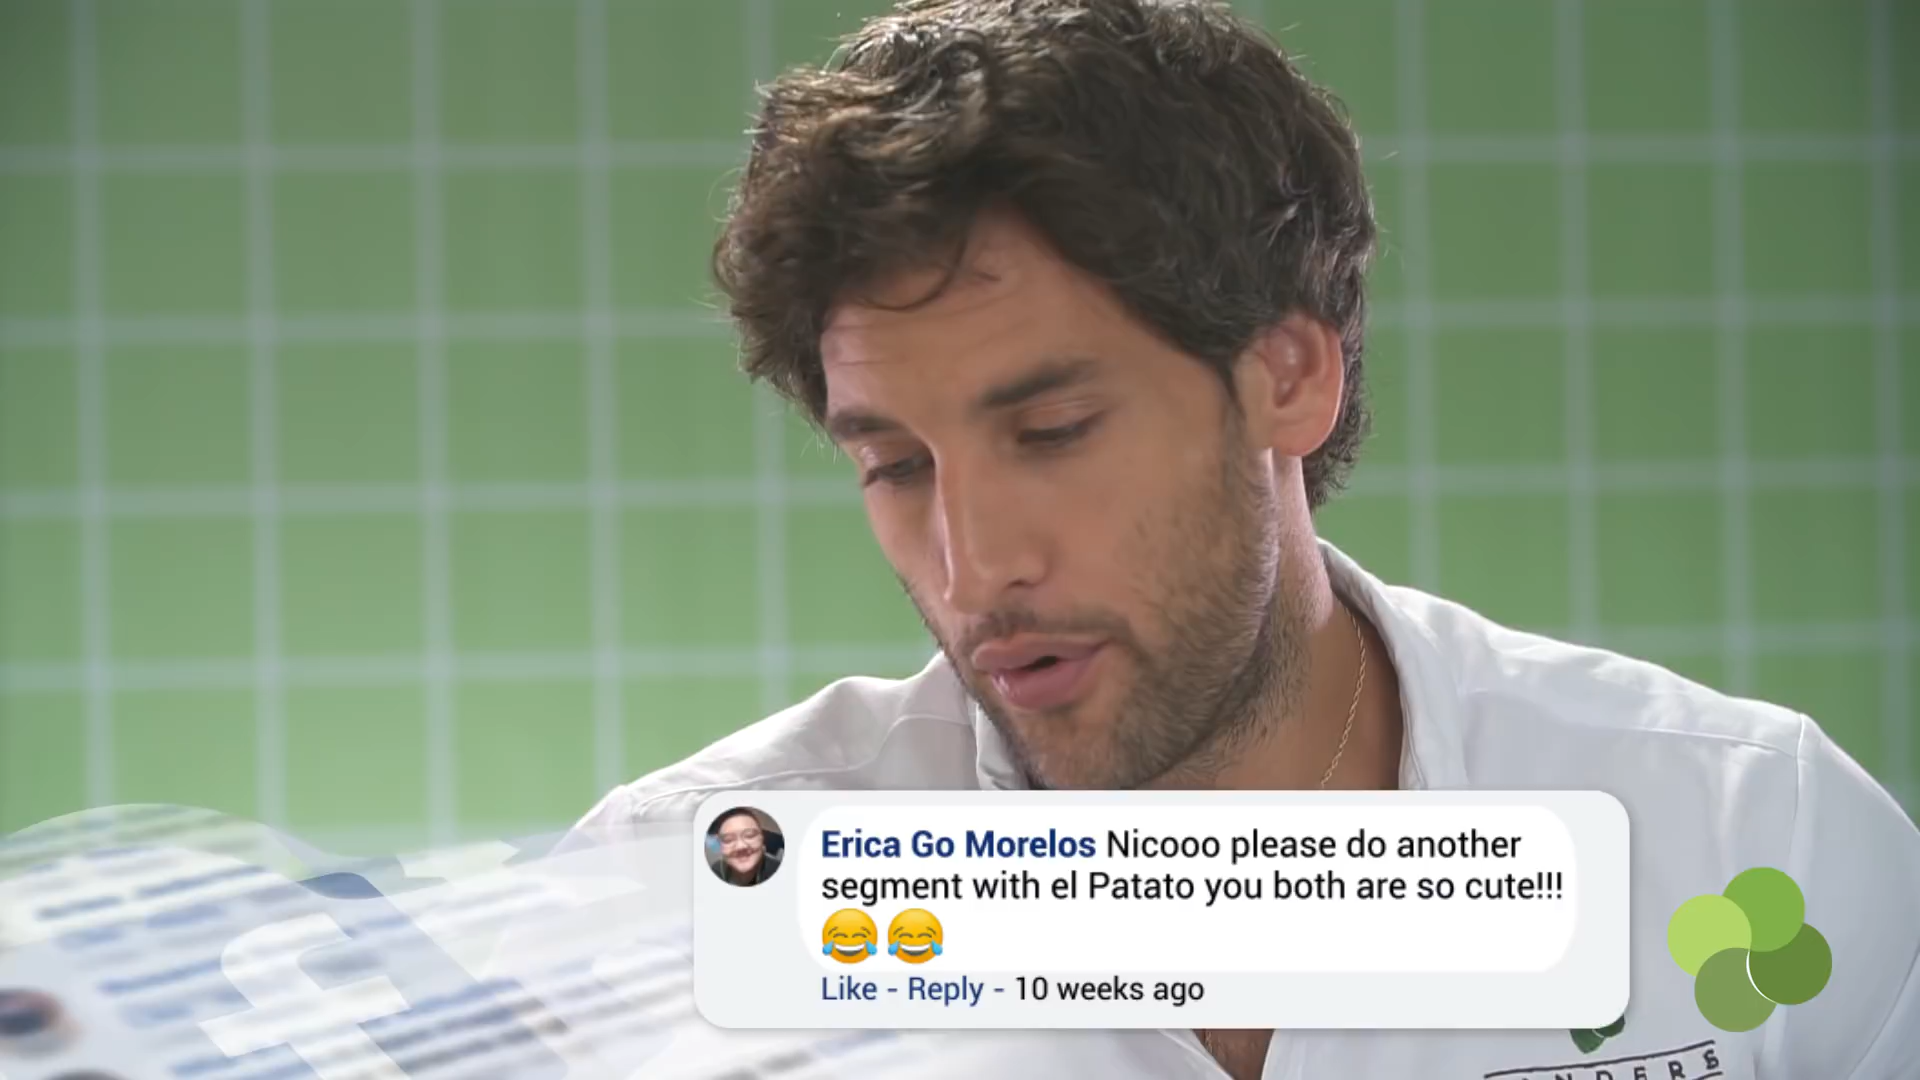 Erica Go Morelos Nicooo please do another
segment with el Patato you both are so cute!!!
😂 😂
Like - Reply - 10 weeks ago
NDERS